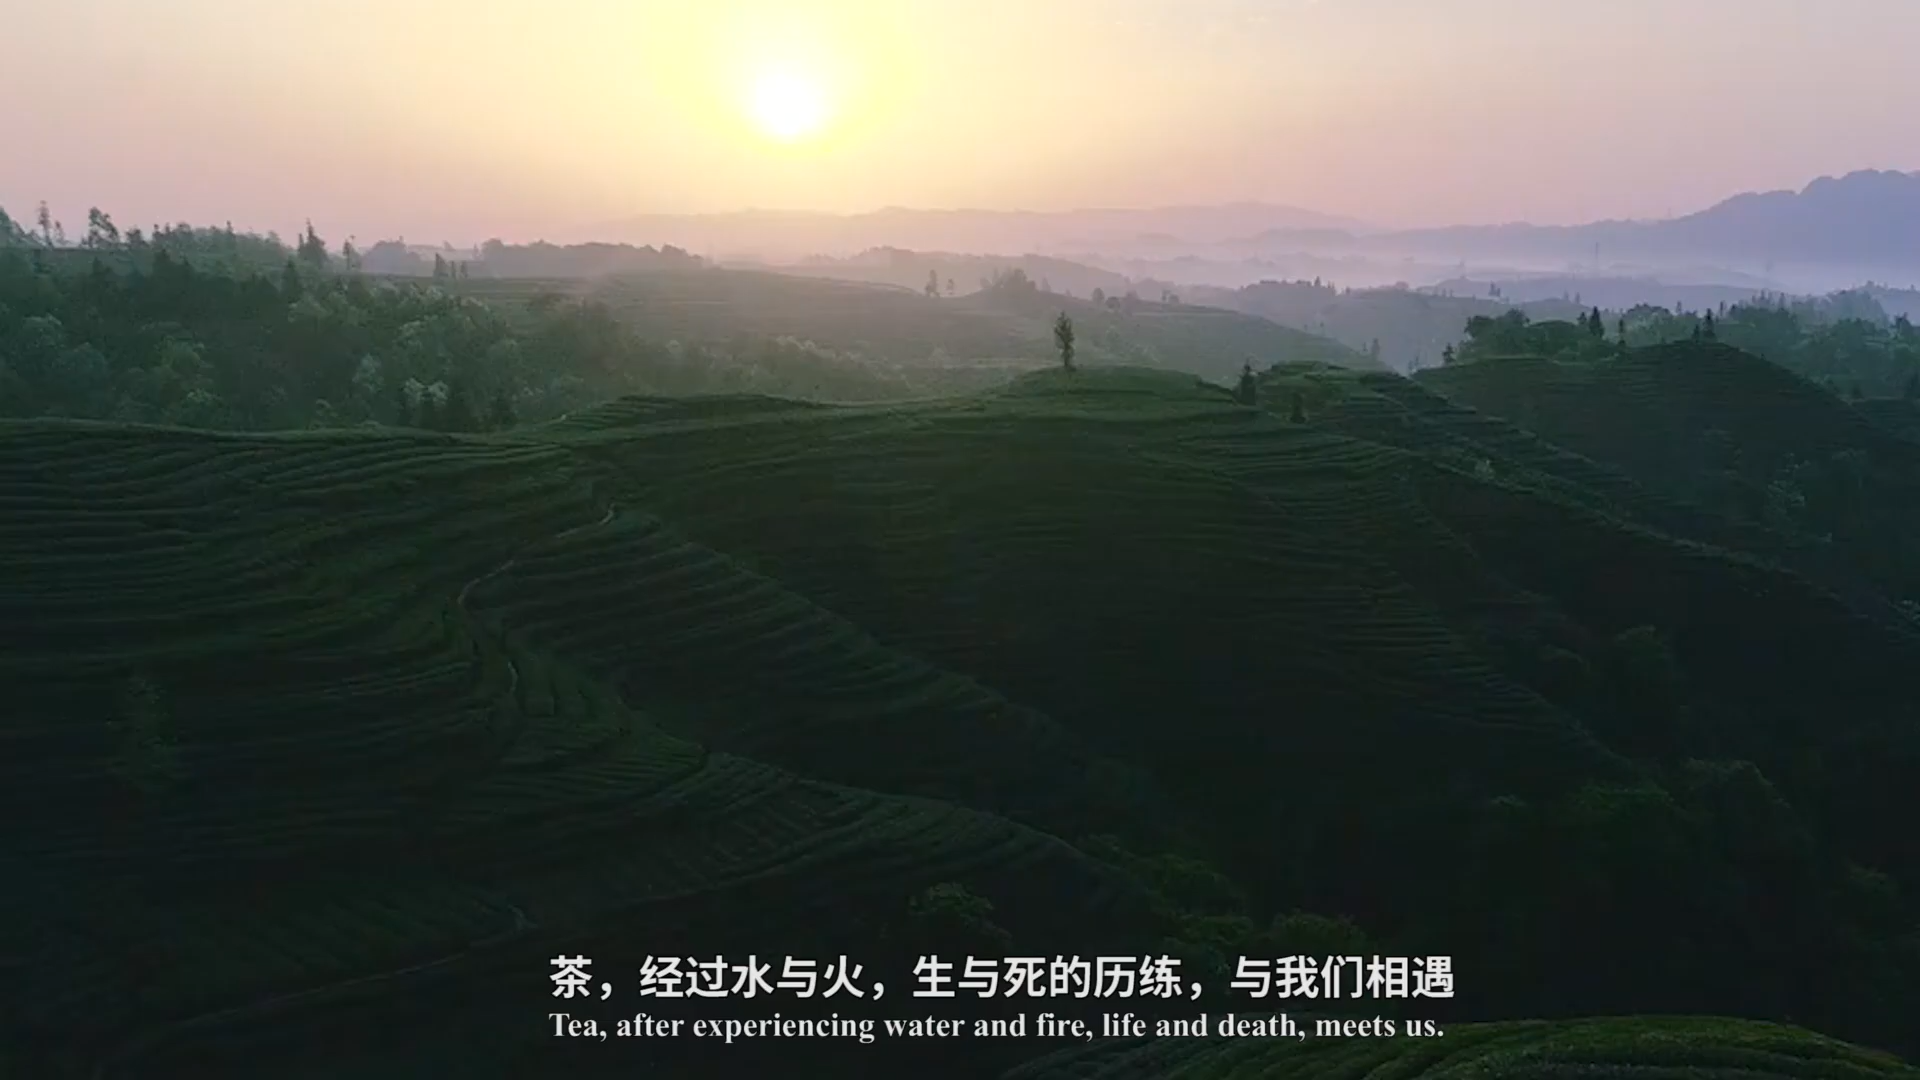 茶，经过水与火，生与死的历练，与我们相遇
Tea, after experiencing water and fire, life and death, meets us.